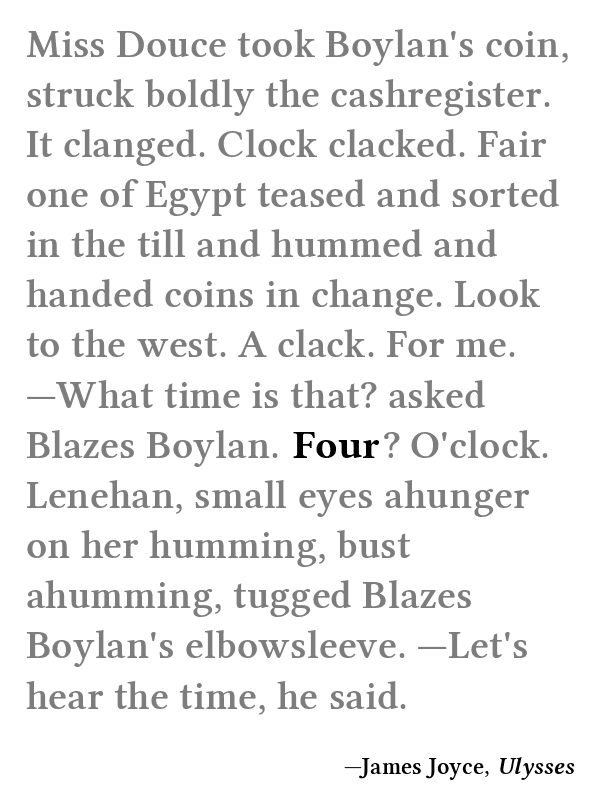 Miss Douce took Boylan's coin,
struck boldly the cashregister.
It clanged. Clock clacked. Fair
one of Egypt teased and sorted
in the till and hummed and
handed coins in change. Look
to the west. A clack. For me.
—What time is that? asked
Blazes Boylan. Four? O'clock.
Lenehan, small eyes ahunger
on her humming, bust
ahumming, tugged Blazes
Boylan's elbowsleeve. —Let's
hear the time, he said.
—James Joyce, Ulysses